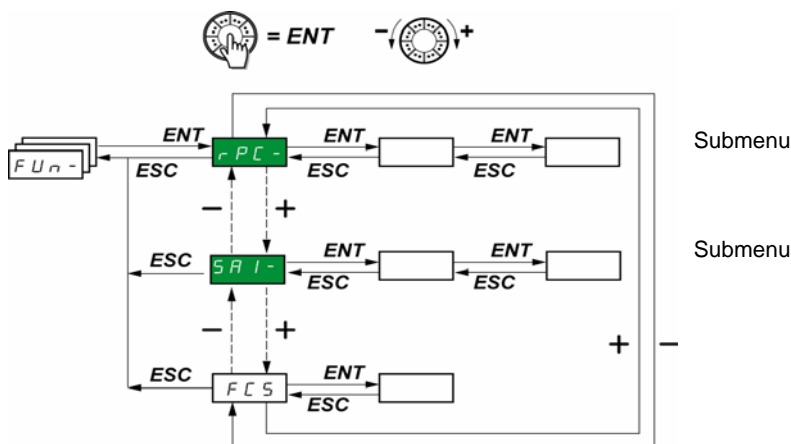 = ENT - +
ENT ENT ENT Submenu
FUn- rPC-
ESC ESC ESC
- +
ENT ENT Submenu
ESC SAI-
ESC ESC
- + + -
ESC ENT
FCS
ESC